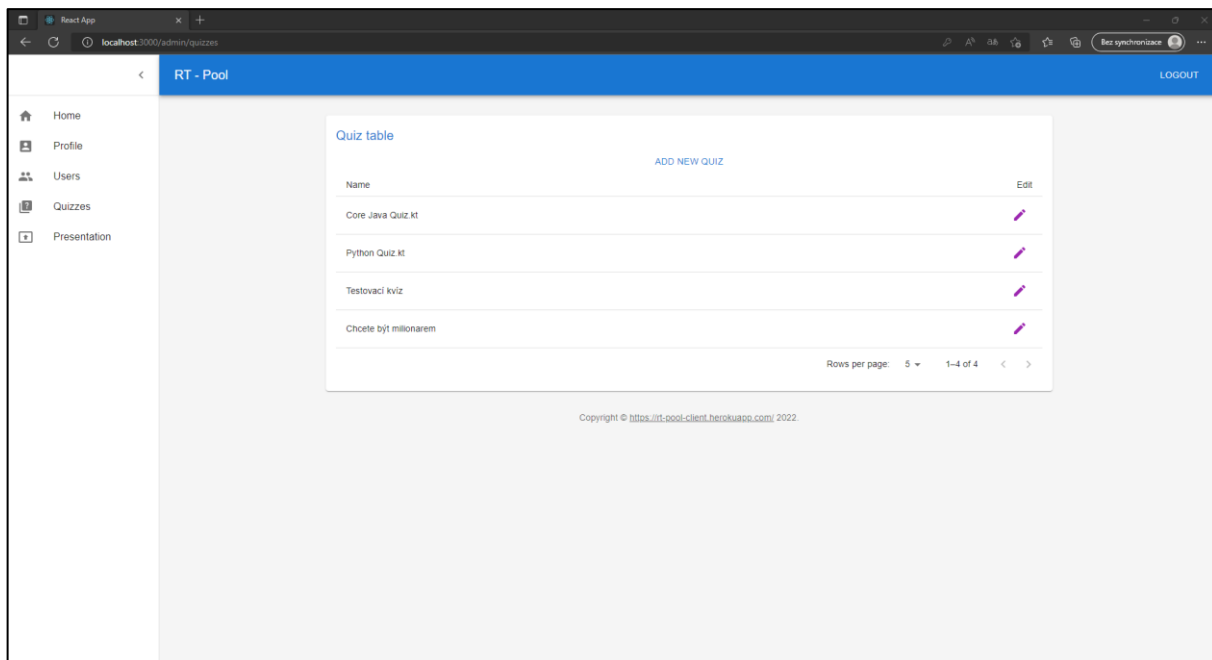 React App
localhost:3000/admin/quizzes
Bez synchronizace
RT - Pool
LOGOUT
Home
Profile
Users
Quizzes
Presentation
Quiz table
ADD NEW QUIZ
Name Edit
Core Java Quiz.kt
Python Quiz.kt
Testovací kvíz
Chcete být milionarem
Rows per page: 5 1–4 of 4
Copyright © https://rt-pool-client.herokuapp.com/ 2022.